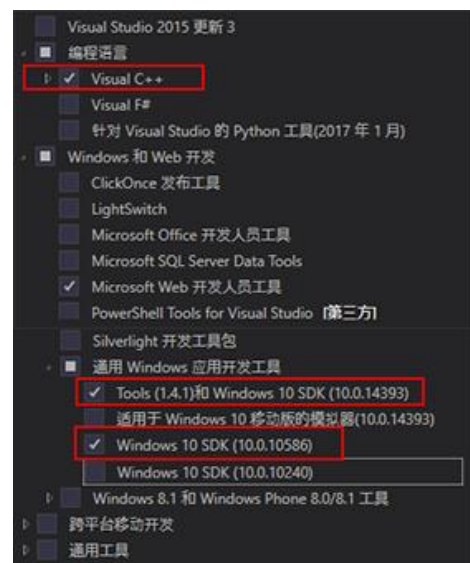 Visual Studio 2015 更新 3
编程语言
Visual C++
Visual F#
针对 Visual Studio 的 Python 工具(2017 年 1 月)
Windows 和 Web 开发
ClickOnce 发布工具
LightSwitch
Microsoft Office 开发人员工具
Microsoft SQL Server Data Tools
Microsoft Web 开发人员工具
PowerShell Tools for Visual Studio [第三方]
Silverlight 开发工具包
通用 Windows 应用开发工具
Tools (1.4.1)和 Windows 10 SDK (10.0.14393)
适用于 Windows 10 移动版的模拟器(10.0.14393)
Windows 10 SDK (10.0.10586)
Windows 10 SDK (10.0.10240)
Windows 8.1 和 Windows Phone 8.0/8.1 工具
跨平台移动开发
通用工具